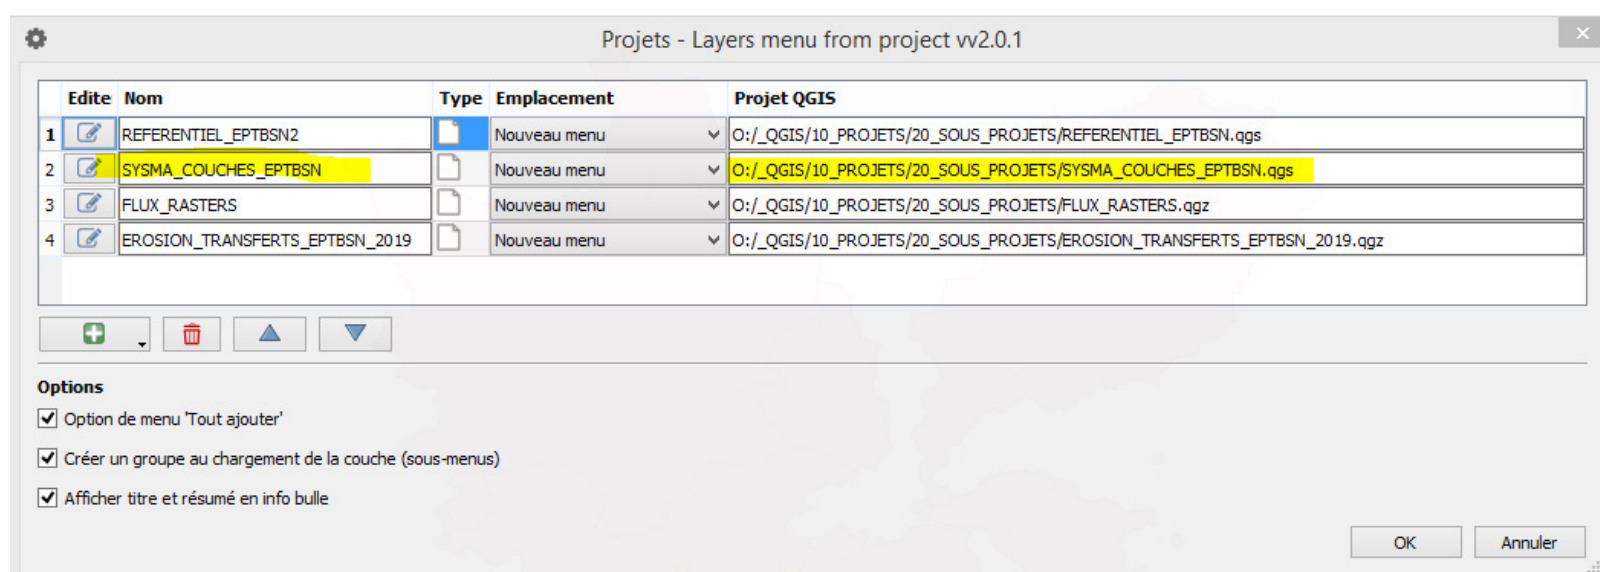 Projets - Layers menu from project vv2.0.1
Edite Nom Type Emplacement Projet QGIS
1 REFERENTIEL_EPTBSN2 Nouveau menu O:/_QGIS/10_PROJETS/20_SOUS_PROJETS/REFERENTIEL_EPTBSN.qgs
2 SYSMA_COUCHES_EPTBSN Nouveau menu O:/_QGIS/10_PROJETS/20_SOUS_PROJETS/SYSMA_COUCHES_EPTBSN.qgs
3 FLUX_RASTERS Nouveau menu O:/_QGIS/10_PROJETS/20_SOUS_PROJETS/FLUX_RASTERS.qgz
4 EROSION_TRANSFERTS_EPTBSN_2019 Nouveau menu O:/_QGIS/10_PROJETS/20_SOUS_PROJETS/EROSION_TRANSFERTS_EPTBSN_2019.qgz
Options
Option de menu 'Tout ajouter'
Créer un groupe au chargement de la couche (sous-menus)
Afficher titre et résumé en info bulle
OK Annuler